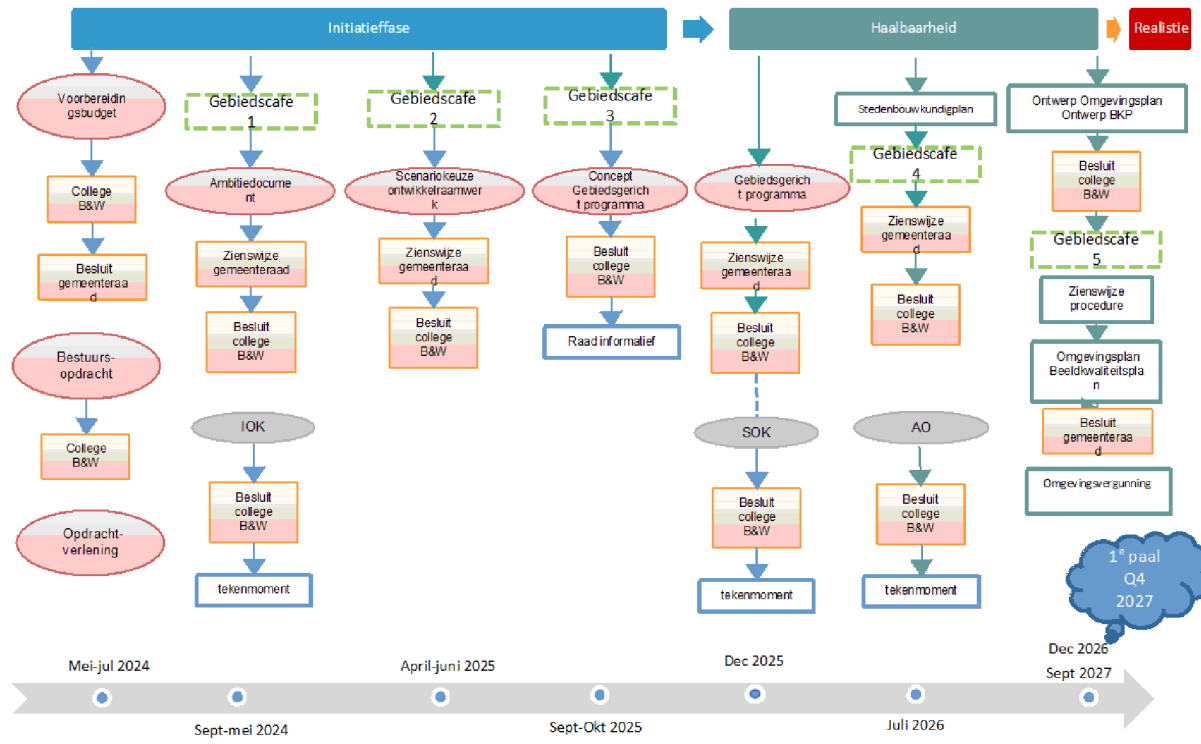 Initiatieffase
Haalbaarheid
Realistie
Voorbereidin
gsbudget
College
B&W
Besluit
gemeenteraa
d
Bestuurs-
opdracht
College
B&W
Opdracht-
verlening
Gebiedscafe
1
Ambitiedocume
nt
Zienswijze
gemeenteraad
Besluit
college
B&W
IOK
Besluit
college
B&W
tekenmoment
Gebiedscafe
2
Scenariokeuze
ontwikkelraamwer
k
Zienswijze
gemeenteraa
d
Besluit
college
B&W
Gebiedscafe
3
Concept
Gebiedsgerich
t programma
Besluit
college
B&W
Raad informatief
Gebiedsgerich
t programma
Zienswijze
gemeenteraa
d
Besluit
college
B&W
SOK
Besluit
college
B&W
tekenmoment
Stedenbouwkundigplan
Gebiedscafe
4
Zienswijze
gemeenteraa
d
Besluit
college
B&W
AO
Besluit
college
B&W
tekenmoment
Ontwerp Omgevingsplan
Ontwerp BKP
Besluit
college
B&W
Gebiedscafe
5
Zienswijze
procedure
Omgevingsplan
Beeldkwaliteitspla
n
Besluit
gemeenteraa
d
Omgevingsvergunning
1e paal
Q4
2027
Mei-jul 2024
Sept-mei 2024
April-juni 2025
Sept-Okt 2025
Dec 2025
Juli 2026
Dec 2026
Sept 2027